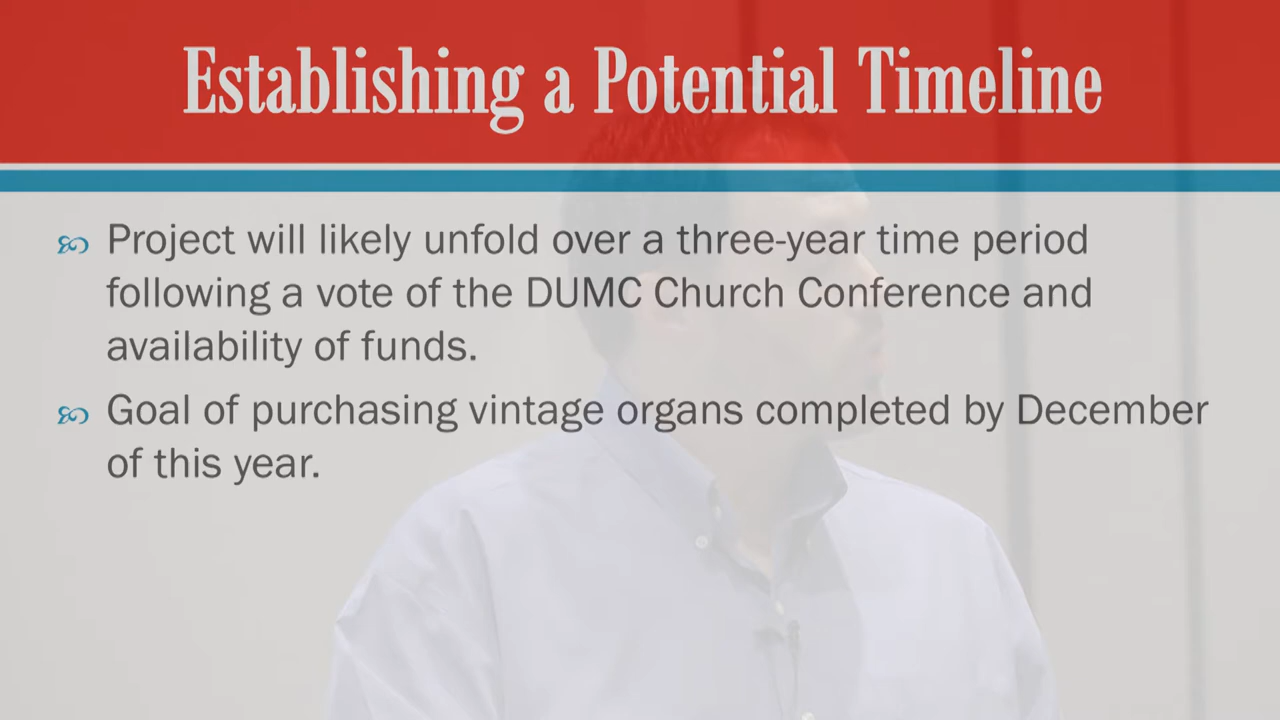 Establishing a Potential Timeline
Project will likely unfold over a three-year time period
following a vote of the DUMC Church Conference and
availability of funds.
Goal of purchasing vintage organs completed by December
of this year.